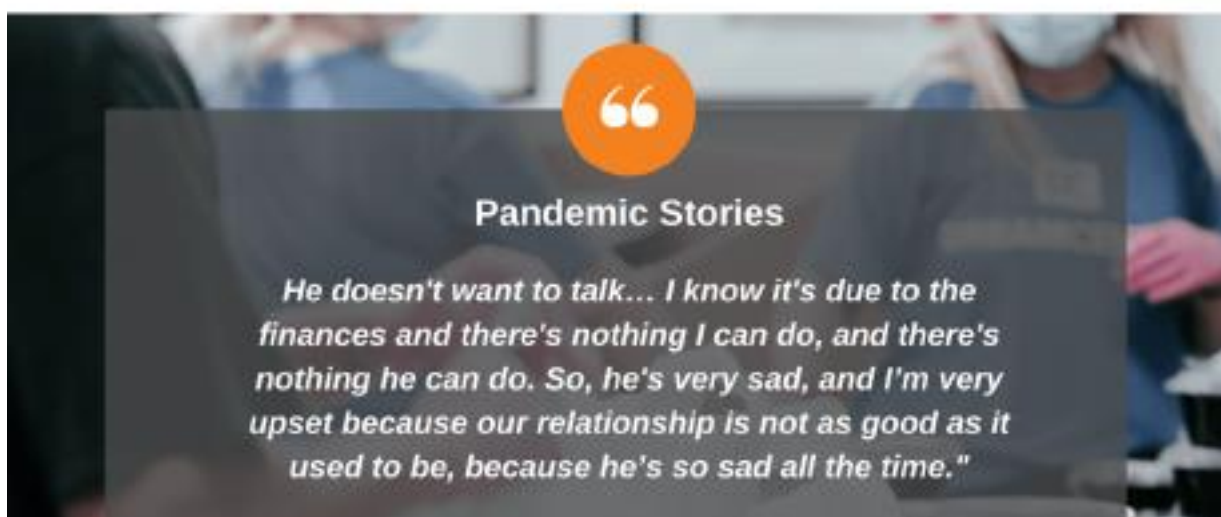 “
Pandemic Stories
He doesn't want to talk… I know it's due to the
finances and there's nothing I can do, and there's
nothing he can do. So, he's very sad, and I'm very
upset because our relationship is not as good as it
used to be, because he's so sad all the time."